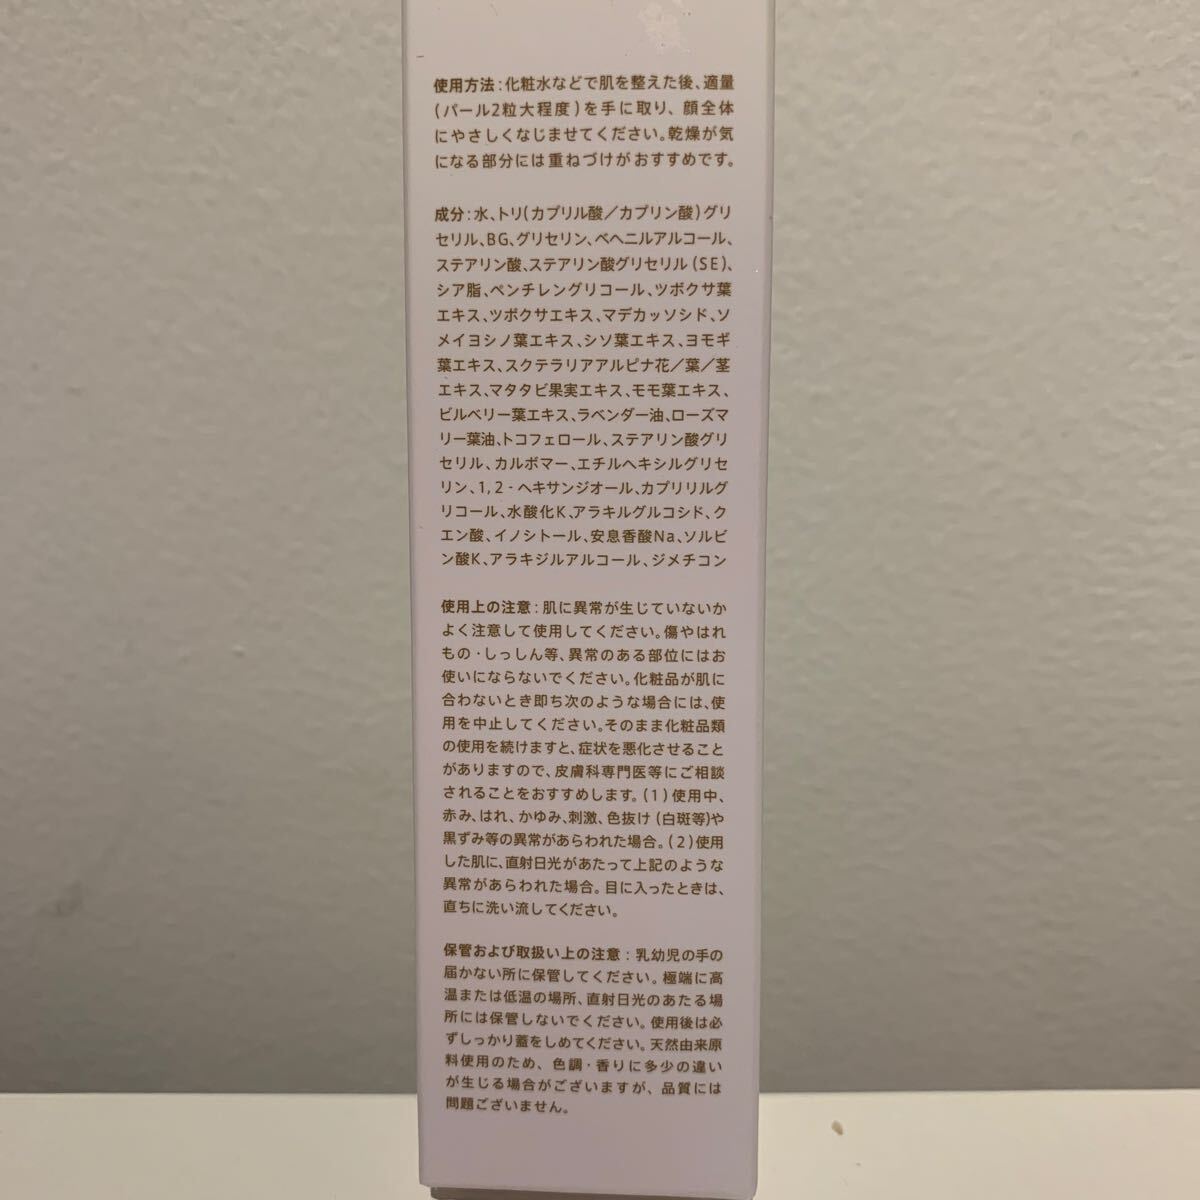 使用方法：化粧水などで肌を整えた後、適量
(パール2粒大程度)を手に取り、顔全体
にやさしくなじませてください。乾燥が気
になる部分には重ねづけがおすすめです。
成分：水、トリ(カプリル酸／カプリン酸)グリ
セリル、BG、グリセリン、ベヘニルアルコール、
ステアリン酸、ステアリン酸グリセリル(SE)、
シア脂、ペンチレングリコール、ツボクサ葉
エキス、ツボクサエキス、マデカッソシド、ソ
メイヨシノ葉エキス、シソ葉エキス、ヨモギ
葉エキス、スクテラリアアルピナ花／葉／茎
エキス、マタタビ果実エキス、モモ葉エキス、
ビルベリー葉エキス、ラベンダー油、ローズマ
リー葉油、トコフェロール、ステアリン酸グリ
セリル、カルボマー、エチルヘキシルグリセ
リン、1,2-ヘキサンジオール、カプリリルグ
リコール、水酸化K、アラキルグルコシド、ク
エン酸、イノシトール、安息香酸Na、ソルビ
ン酸K、アラキジルアルコール、ジメチコン
使用上の注意：肌に異常が生じていないか
よく注意して使用してください。傷やはれ
もの・しっしん等、異常のある部位にはお
使いにならないでください。化粧品が肌に
合わないとき即ち次のような場合には、使
用を中止してください。そのまま化粧品類
の使用を続けますと、症状を悪化させること
がありますので、皮膚科専門医等にご相談
されることをおすすめします。(1)使用中、
赤み、はれ、かゆみ、刺激、色抜け(白斑等)や
黒ずみ等の異常があらわれた場合。(2)使用
した肌に、直射日光があたって上記のような
異常があらわれた場合。目に入ったときは、
直ちに洗い流してください。
保管および取扱い上の注意：乳幼児の手の
届かない所に保管してください。極端に高
温または低温の場所、直射日光のあたる場
所には保管しないでください。使用後は必
ずしっかり蓋をしめてください。天然由来原
料使用のため、色調・香りに多少の違い
が生じる場合がございますが、品質には
問題ございません。